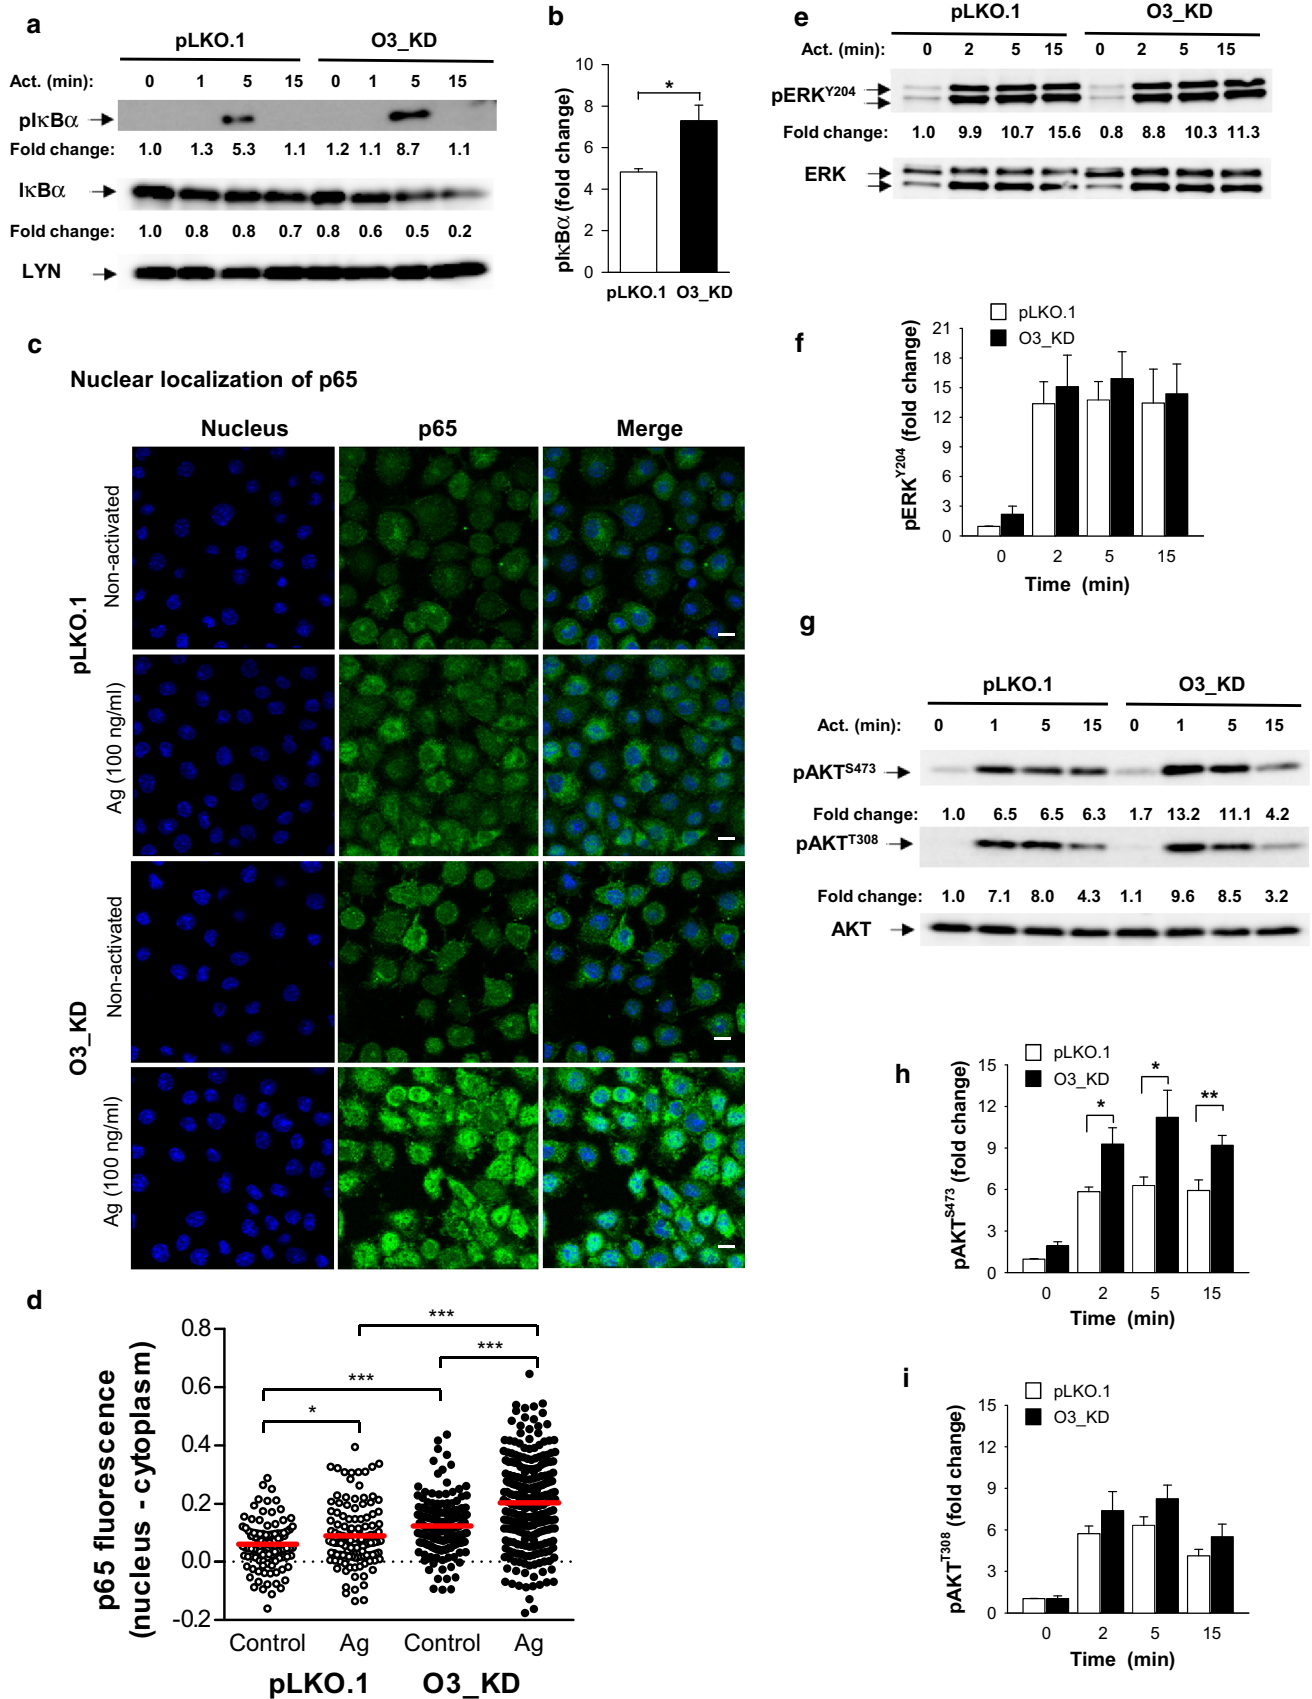 a
pLKO.1 O3_KD
Act. (min): 0 1 5 15 0 1 5 15
pIκBα
Fold change: 1.0 1.3 5.3 1.1 1.2 1.1 8.7 1.1
IκBα
Fold change: 1.0 0.8 0.8 0.7 0.8 0.6 0.5 0.2
LYN
b
pIκBα (fold change)
10
8
6
4
2
0
*
pLKO.1 O3_KD
c
Nuclear localization of p65
Nucleus p65 Merge
pLKO.1
Non-activated
Ag (100 ng/ml)
O3_KD
Non-activated
Ag (100 ng/ml)
d
p65 fluorescence
(nucleus - cytoplasm)
0.8
0.6
0.4
0.2
0.0
-0.2
***
***
***
*
Control Ag Control Ag
pLKO.1 O3_KD
e
pLKO.1 O3_KD
Act. (min): 0 2 5 15 0 2 5 15
pERK^Y204
Fold change: 1.0 9.9 10.7 15.6 0.8 8.8 10.3 11.3
ERK
f
pLKO.1
O3_KD
pERK^Y204 (fold change)
21
18
15
12
9
6
3
0
0 2 5 15
Time (min)
g
pLKO.1 O3_KD
Act. (min): 0 1 5 15 0 1 5 15
pAKT^S473
Fold change: 1.0 6.5 6.5 6.3 1.7 13.2 11.1 4.2
pAKT^T308
Fold change: 1.0 7.1 8.0 4.3 1.1 9.6 8.5 3.2
AKT
h
pLKO.1
O3_KD
pAKT^S473 (fold change)
15
12
9
6
3
0
* * **
0 2 5 15
Time (min)
i
pLKO.1
O3_KD
pAKT^T308 (fold change)
15
12
9
6
3
0
0 2 5 15
Time (min)